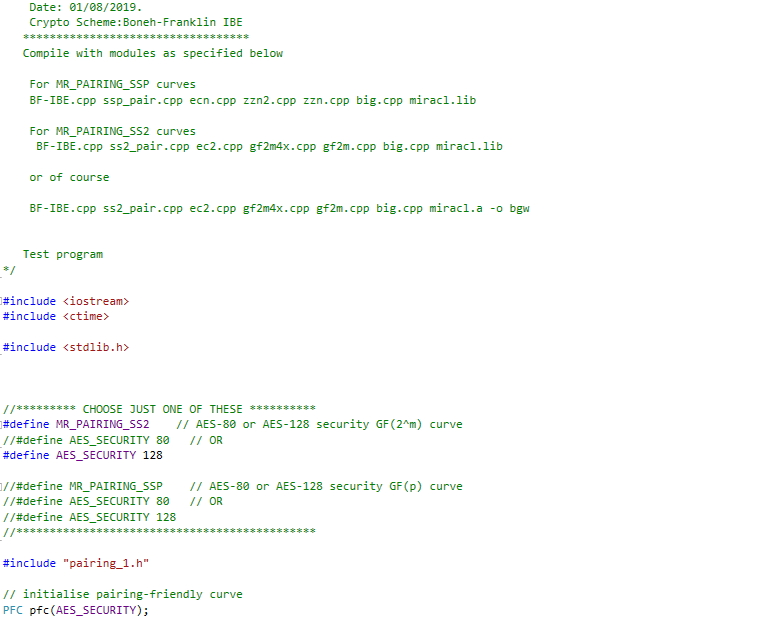 Date: 01/08/2019.
Crypto Scheme:Boneh-Franklin IBE
**********************************
Compile with modules as specified below
For MR_PAIRING_SSP curves
BF-IBE.cpp ssp_pair.cpp ecn.cpp zzn2.cpp zzn.cpp big.cpp miracl.lib
For MR_PAIRING_SS2 curves
BF-IBE.cpp ss2_pair.cpp ec2.cpp gf2m4x.cpp gf2m.cpp big.cpp miracl.lib
or of course
BF-IBE.cpp ss2_pair.cpp ec2.cpp gf2m4x.cpp gf2m.cpp big.cpp miracl.a -o bgw
Test program
*/
#include <iostream>
#include <ctime>
#include <stdlib.h>
//********* CHOOSE JUST ONE OF THESE **********
#define MR_PAIRING_SS2    // AES-80 or AES-128 security GF(2^m) curve
//#define AES_SECURITY 80   // OR
#define AES_SECURITY 128
//#define MR_PAIRING_SSP    // AES-80 or AES-128 security GF(p) curve
//#define AES_SECURITY 80   // OR
//#define AES_SECURITY 128
//*********************************************
#include "pairing_1.h"
// initialise pairing-friendly curve
PFC pfc(AES_SECURITY);